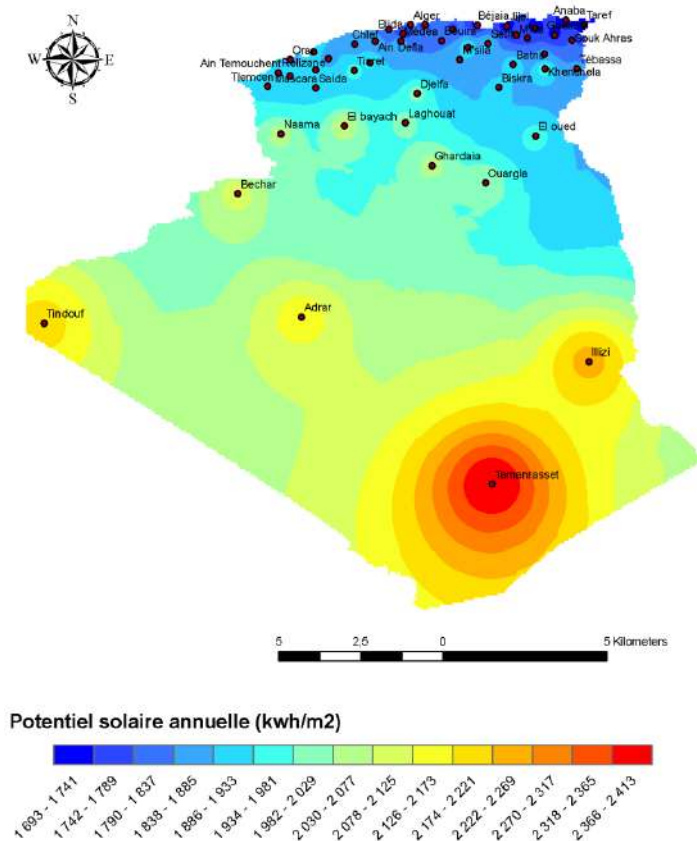 N
W E
S
Anaba
Alger Béjaia Jijel Taref
Blida
Médea Bouira
Chlef Souk Ahras
Oran Ain Defla M'sila Batna
Ain Temouchent Relizane Tiaret Khenchela Tébassa
Tlemcen Mascara Saida Biskra
Djelfa
El bayach Laghouat
Naama El oued
Ghardaia
Ouargla
Bechar
Tindouf Adrar
Illizi
Tamanrasset
5 2,5 0 5 Kilometers
Potentiel solaire annuelle (kwh/m2)
1 693 - 1 741
1 742 - 1 789
1 790 - 1 837
1 838 - 1 885
1 886 - 1 933
1 934 - 1 981
1 982 - 2 029
2 030 - 2 077
2 078 - 2 125
2 126 - 2 173
2 174 - 2 221
2 222 - 2 269
2 270 - 2 317
2 318 - 2 365
2 366 - 2 413